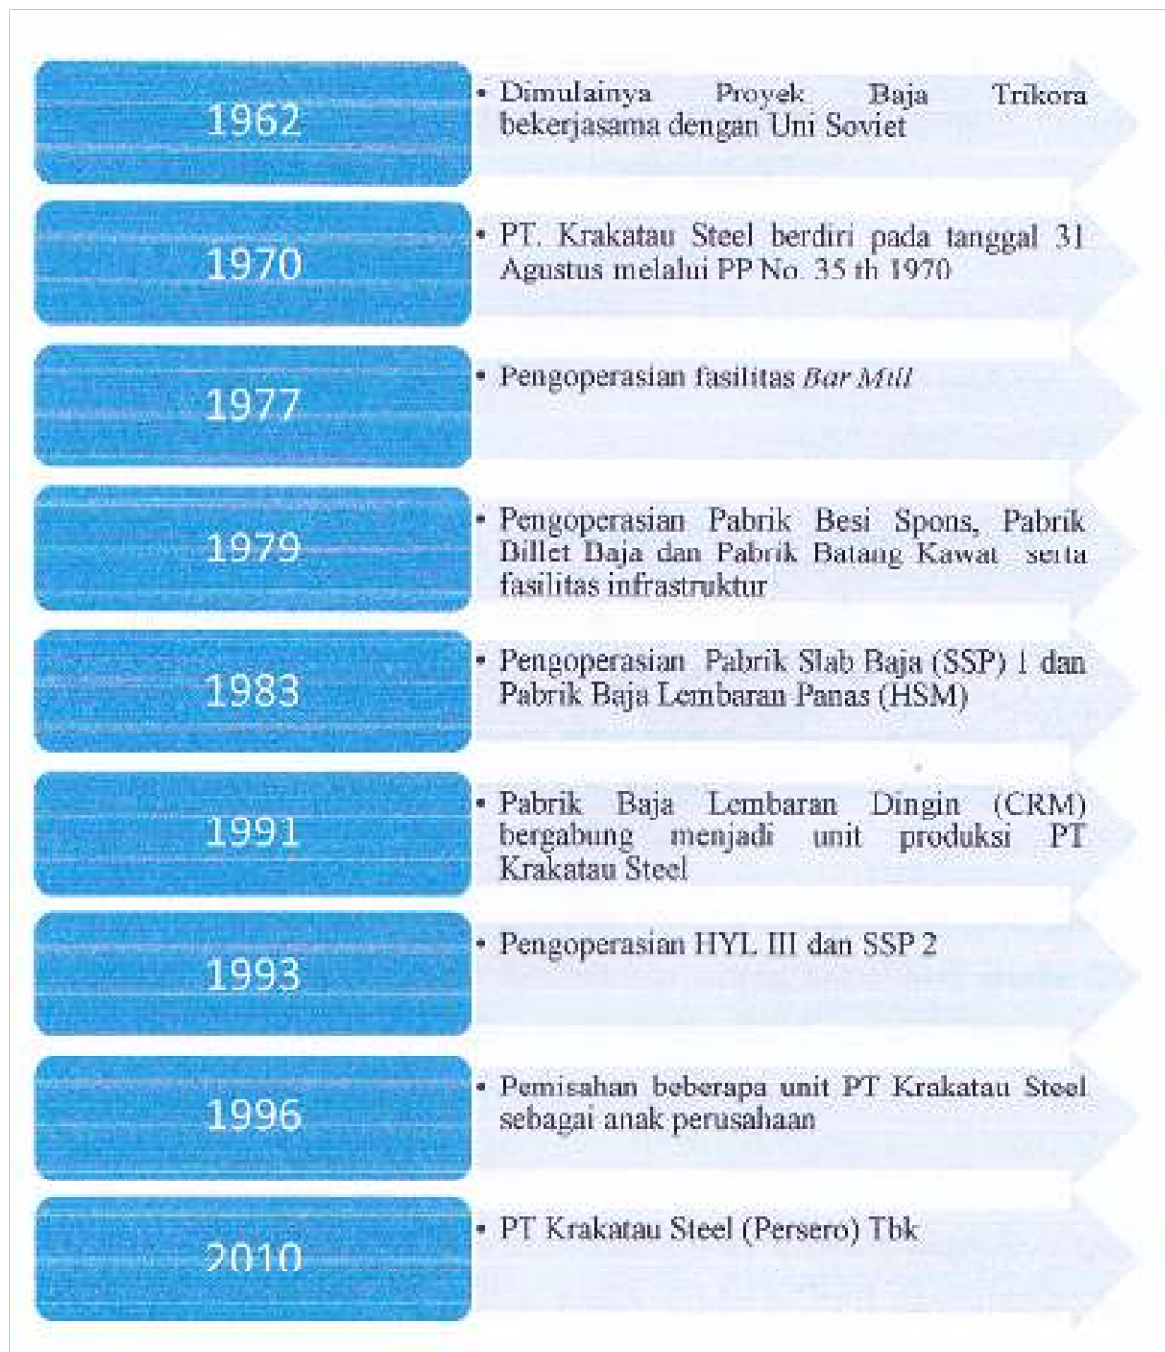 1962
• Dimulainya Proyek Baja Trikora
bekerjasama dengan Uni Soviet
1970
• PT. Krakatau Steel berdiri pada tanggal 31
Agustus melalui PP No. 35 th 1970
1977
• Pengoperasian fasilitas Bar Mill
1979
• Pengoperasian Pabrik Besi Spons, Pabrik
Billet Baja dan Pabrik Batang Kawat serta
fasilitas infrastruktur
1983
• Pengoperasian Pabrik Slab Baja (SSP) 1 dan
Pabrik Baja Lembaran Panas (HSM)
1991
• Pabrik Baja Lembaran Dingin (CRM)
bergabung menjadi unit produksi PT
Krakatau Steel
1993
• Pengoperasian HYL III dan SSP 2
1996
• Pemisahan beberapa unit PT Krakatau Steel
sebagai anak perusahaan
2010
• PT Krakatau Steel (Persero) Tbk